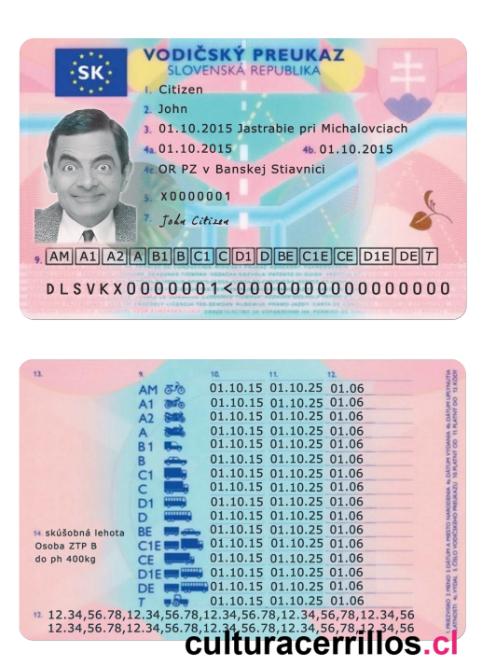 VODIČSKÝ PREUKAZ
SLOVENSKÁ REPUBLIKA
SK
1. Citizen
2. John
3. 01.10.2015 Jastrabie pri Michalovciach
4a. 01.10.2015 4b. 01.10.2015
4c. OR PZ v Banskej Stiavnici
5. X0000001
7. John Citizen
9. AM A1 A2 A B1 B C1 C D1 D BE C1E CE D1E DE T
DLSVKX0000001<0000000000000000
13. 9. 10. 11. 12.
AM 01.10.15 01.10.25 01.06
A1 01.10.15 01.10.25 01.06
A2 01.10.15 01.10.25 01.06
A 01.10.15 01.10.25 01.06
B1 01.10.15 01.10.25 01.06
B 01.10.15 01.10.25 01.06
C1 01.10.15 01.10.25 01.06
C 01.10.15 01.10.25 01.06
D1 01.10.15 01.10.25 01.06
D 01.10.15 01.10.25 01.06
BE 01.10.15 01.10.25 01.06
C1E 01.10.15 01.10.25 01.06
CE 01.10.15 01.10.25 01.06
D1E 01.10.15 01.10.25 01.06
DE 01.10.15 01.10.25 01.06
T 01.10.15 01.10.25 01.06
14. skúšobná lehota
Osoba ZTP B
do ph 400kg
12. 12.34,56.78,12.34,56.78,12.34,56.78,12.34,56
12.34,56.78,12.34,56.78,12.34,56.78,12.34,56
culturacerrillos.cl